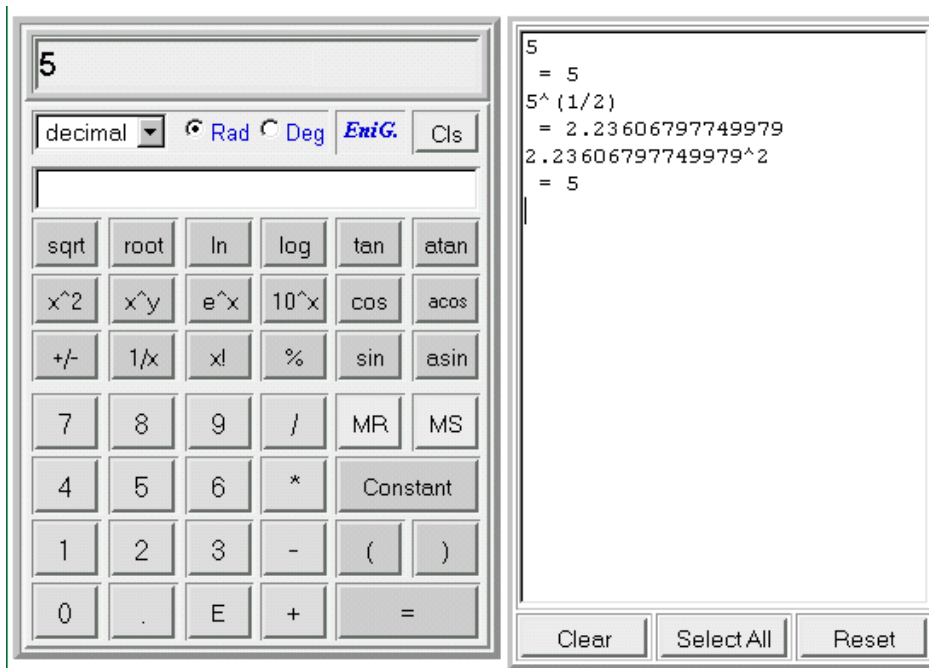 5
decimal Rad Deg EniG. Cls
sqrt root ln log tan atan
x^2 x^y e^x 10^x cos acos
+/- 1/x x! % sin asin
7 8 9 / MR MS
4 5 6 * Constant
1 2 3 - ( )
0 . E + =
5
= 5
5^(1/2)
= 2.23606797749979
2.23606797749979^2
= 5
Clear Select All Reset